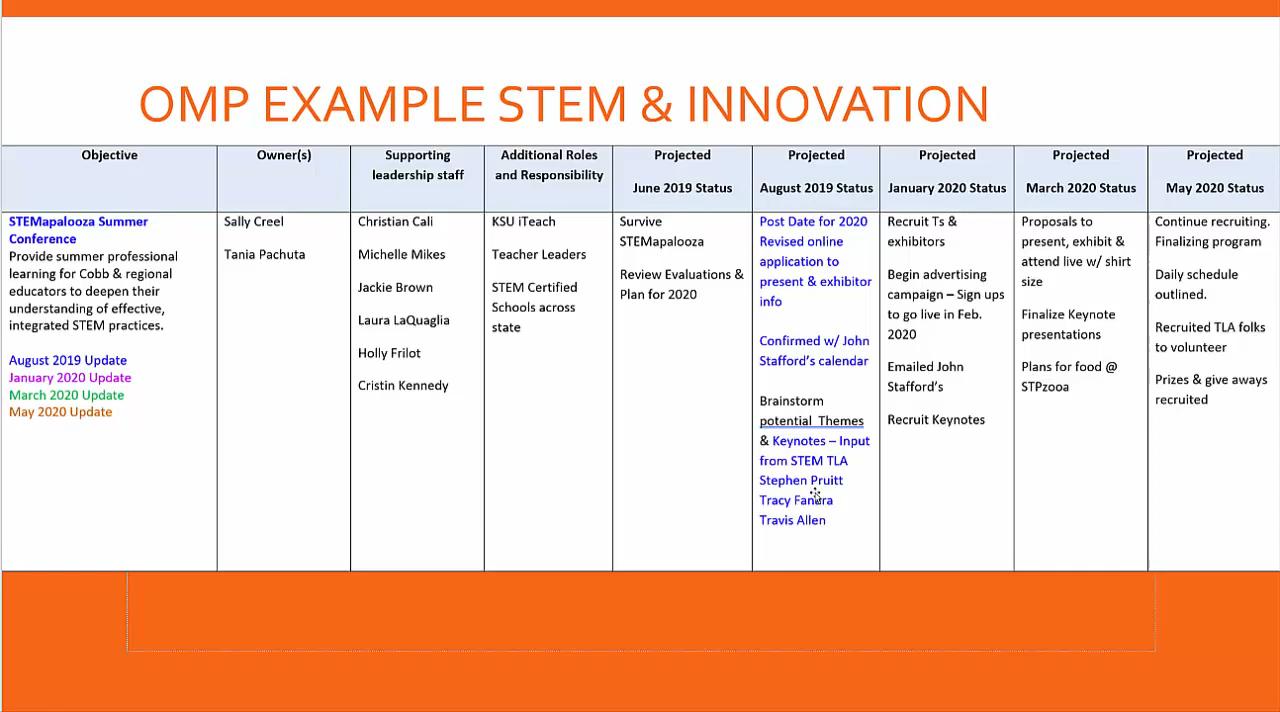 OMP EXAMPLE STEM & INNOVATION
Objective
Owner(s)
Supporting
leadership staff
Additional Roles
and Responsibility
Projected
June 2019 Status
Projected
August 2019 Status
Projected
January 2020 Status
Projected
March 2020 Status
Projected
May 2020 Status
STEMapalooza Summer
Conference
Provide summer professional
learning for Cobb & regional
educators to deepen their
understanding of effective,
integrated STEM practices.
August 2019 Update
January 2020 Update
March 2020 Update
May 2020 Update
Sally Creel
Tania Pachuta
Christian Cali
Michelle Mikes
Jackie Brown
Laura LaQuaglia
Holly Frilot
Cristin Kennedy
KSU iTeach
Teacher Leaders
STEM Certified
Schools across
state
Survive
STEMapalooza
Review Evaluations &
Plan for 2020
Post Date for 2020
Revised online
application to
present & exhibitor
info
Confirmed w/ John
Stafford's calendar
Brainstorm
potential Themes
& Keynotes – Input
from STEM TLA
Stephen Pruitt
Tracy
Travis Allen
Recruit Ts &
exhibitors
Begin advertising
campaign – Sign ups
to go live in Feb.
2020
Emailed John
Stafford's
Recruit Keynotes
Proposals to
present, exhibit &
attend live w/ shirt
size
Finalize Keynote
presentations
Plans for food @
STPzooa
Continue recruiting.
Finalizing program
Daily schedule
outlined.
Recruited TLA folks
to volunteer
Prizes & give aways
recruited